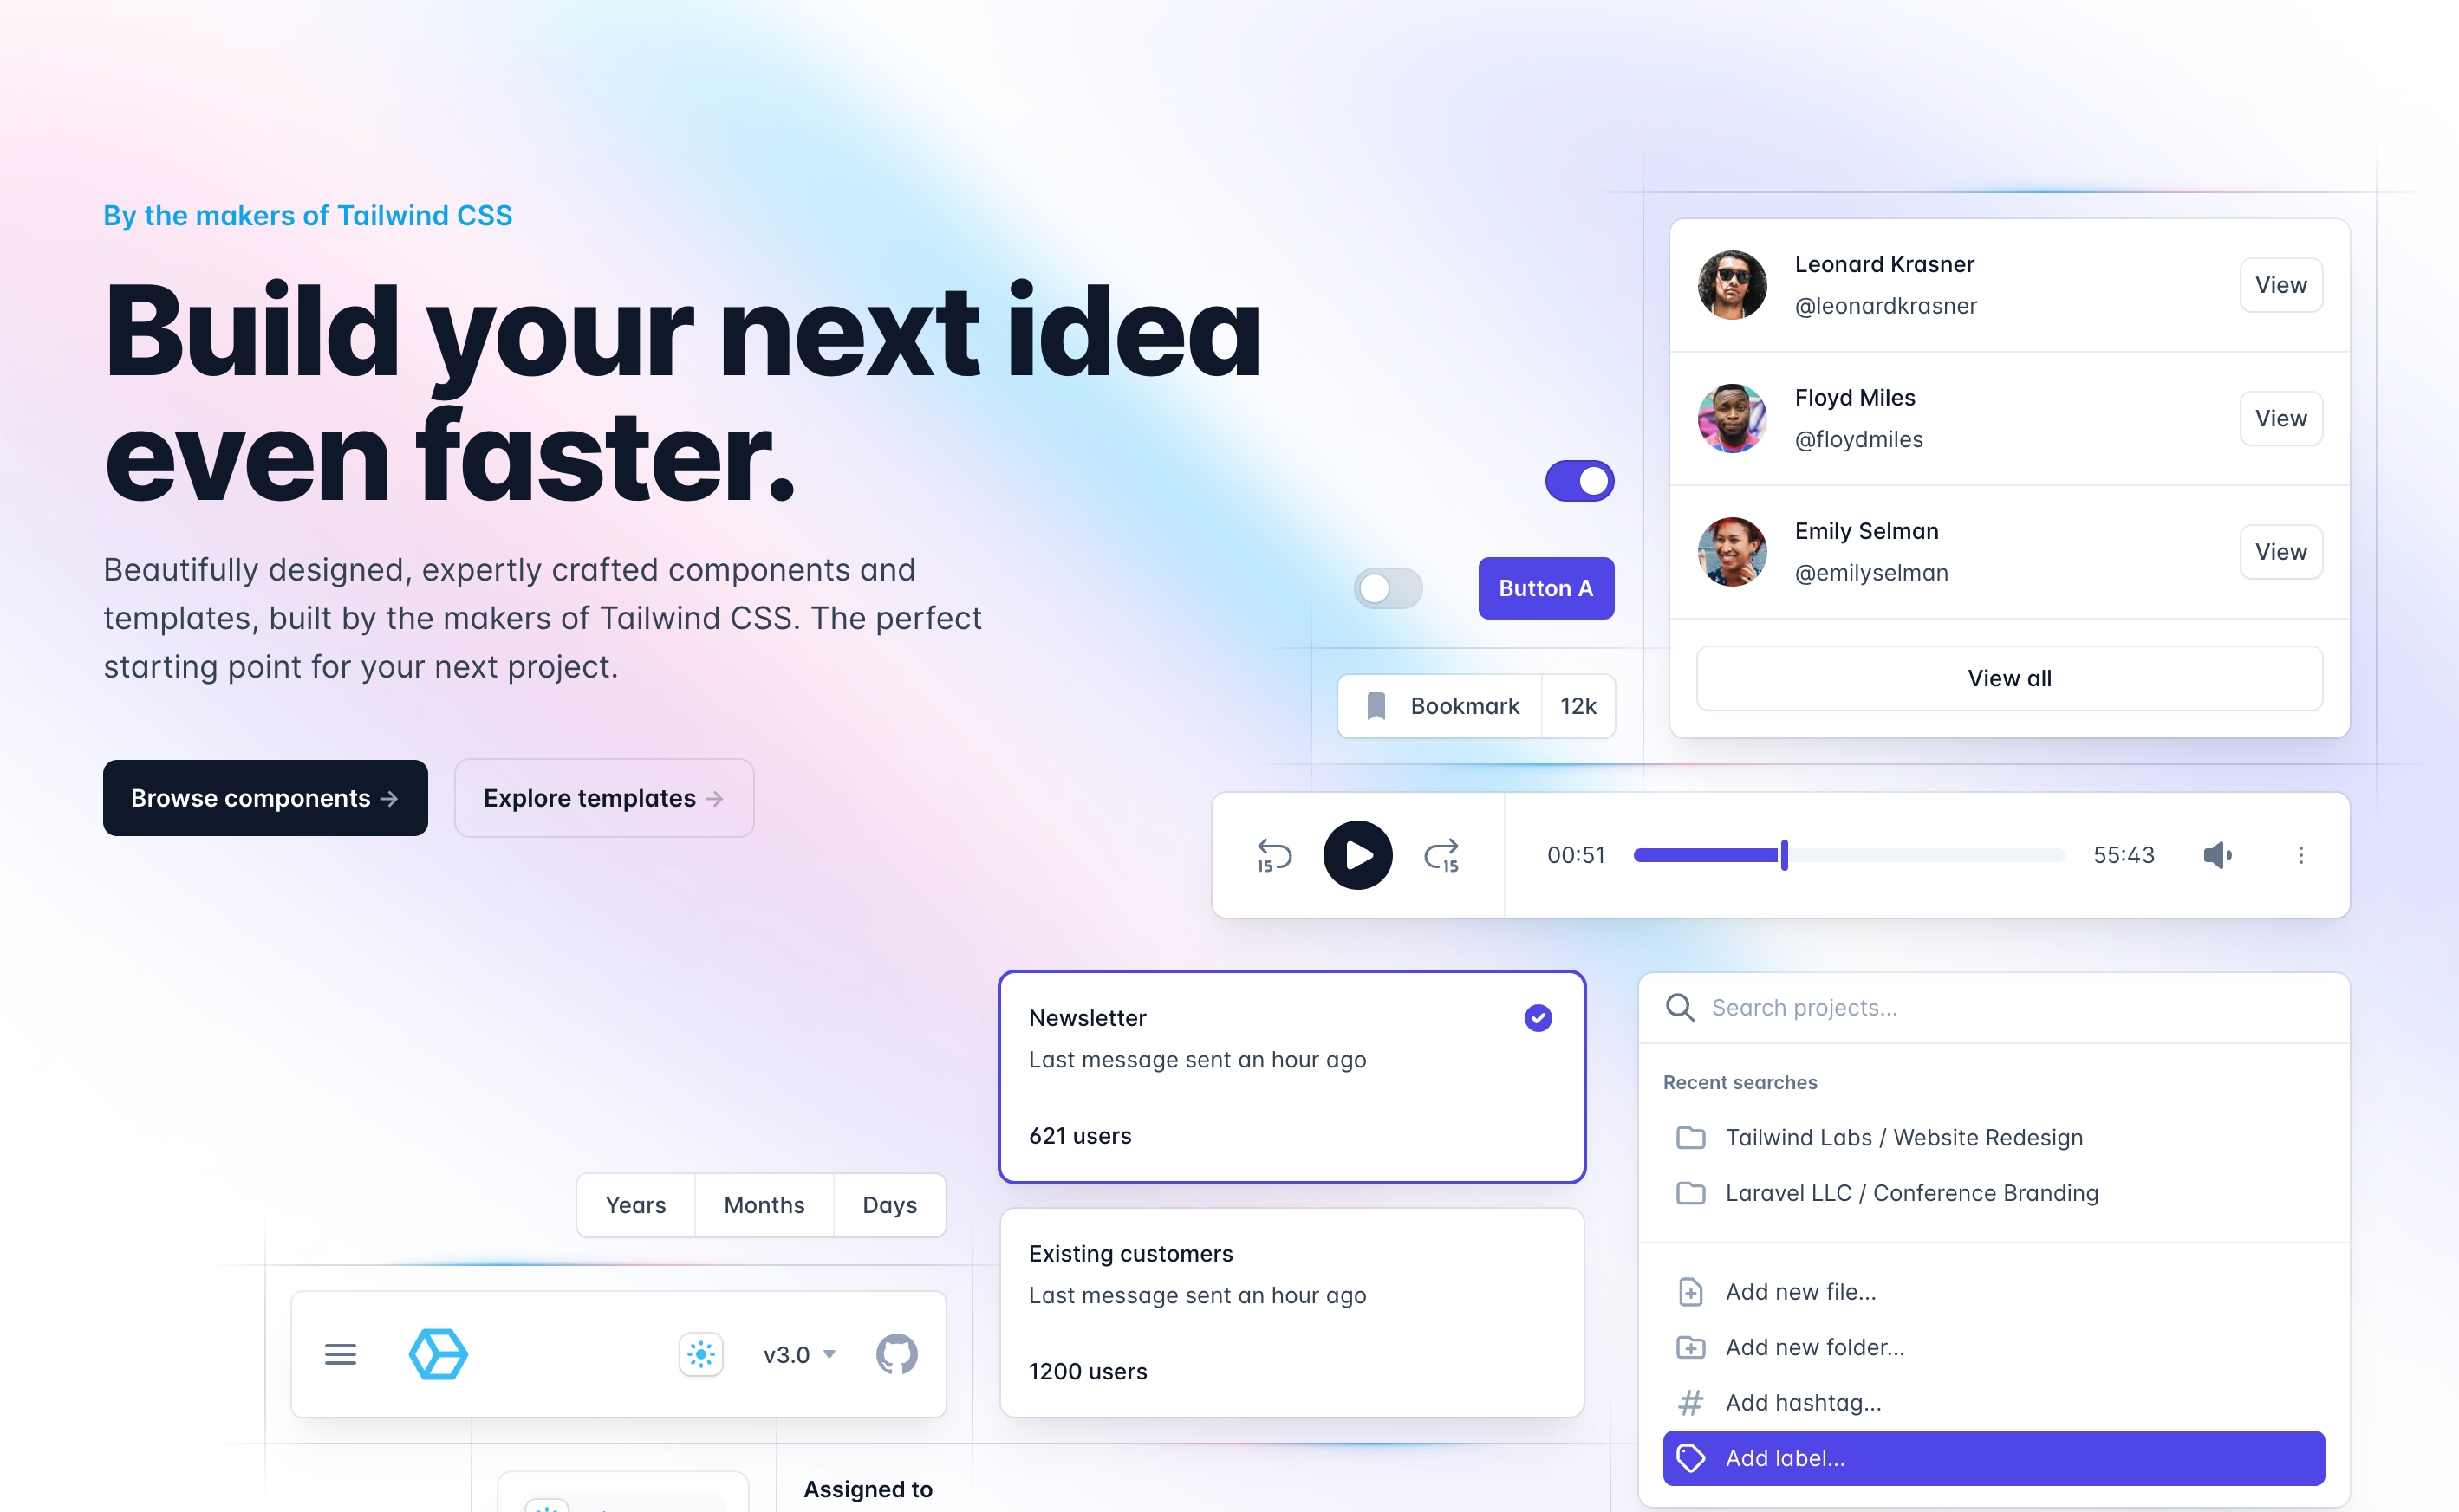 By the makers of Tailwind CSS
Build your next idea
even faster.
Beautifully designed, expertly crafted components and
templates, built by the makers of Tailwind CSS. The perfect
starting point for your next project.
Browse components →
Explore templates →
Leonard Krasner
@leonardkrasner
View
Floyd Miles
@floydmiles
View
Emily Selman
@emilyselman
View
View all
Button A
Bookmark
12k
15
15
00:51
55:43
Newsletter
Last message sent an hour ago
621 users
Existing customers
Last message sent an hour ago
1200 users
Search projects...
Recent searches
Tailwind Labs / Website Redesign
Laravel LLC / Conference Branding
Add new file...
Add new folder...
Add hashtag...
Add label...
Years
Months
Days
v3.0
Assigned to